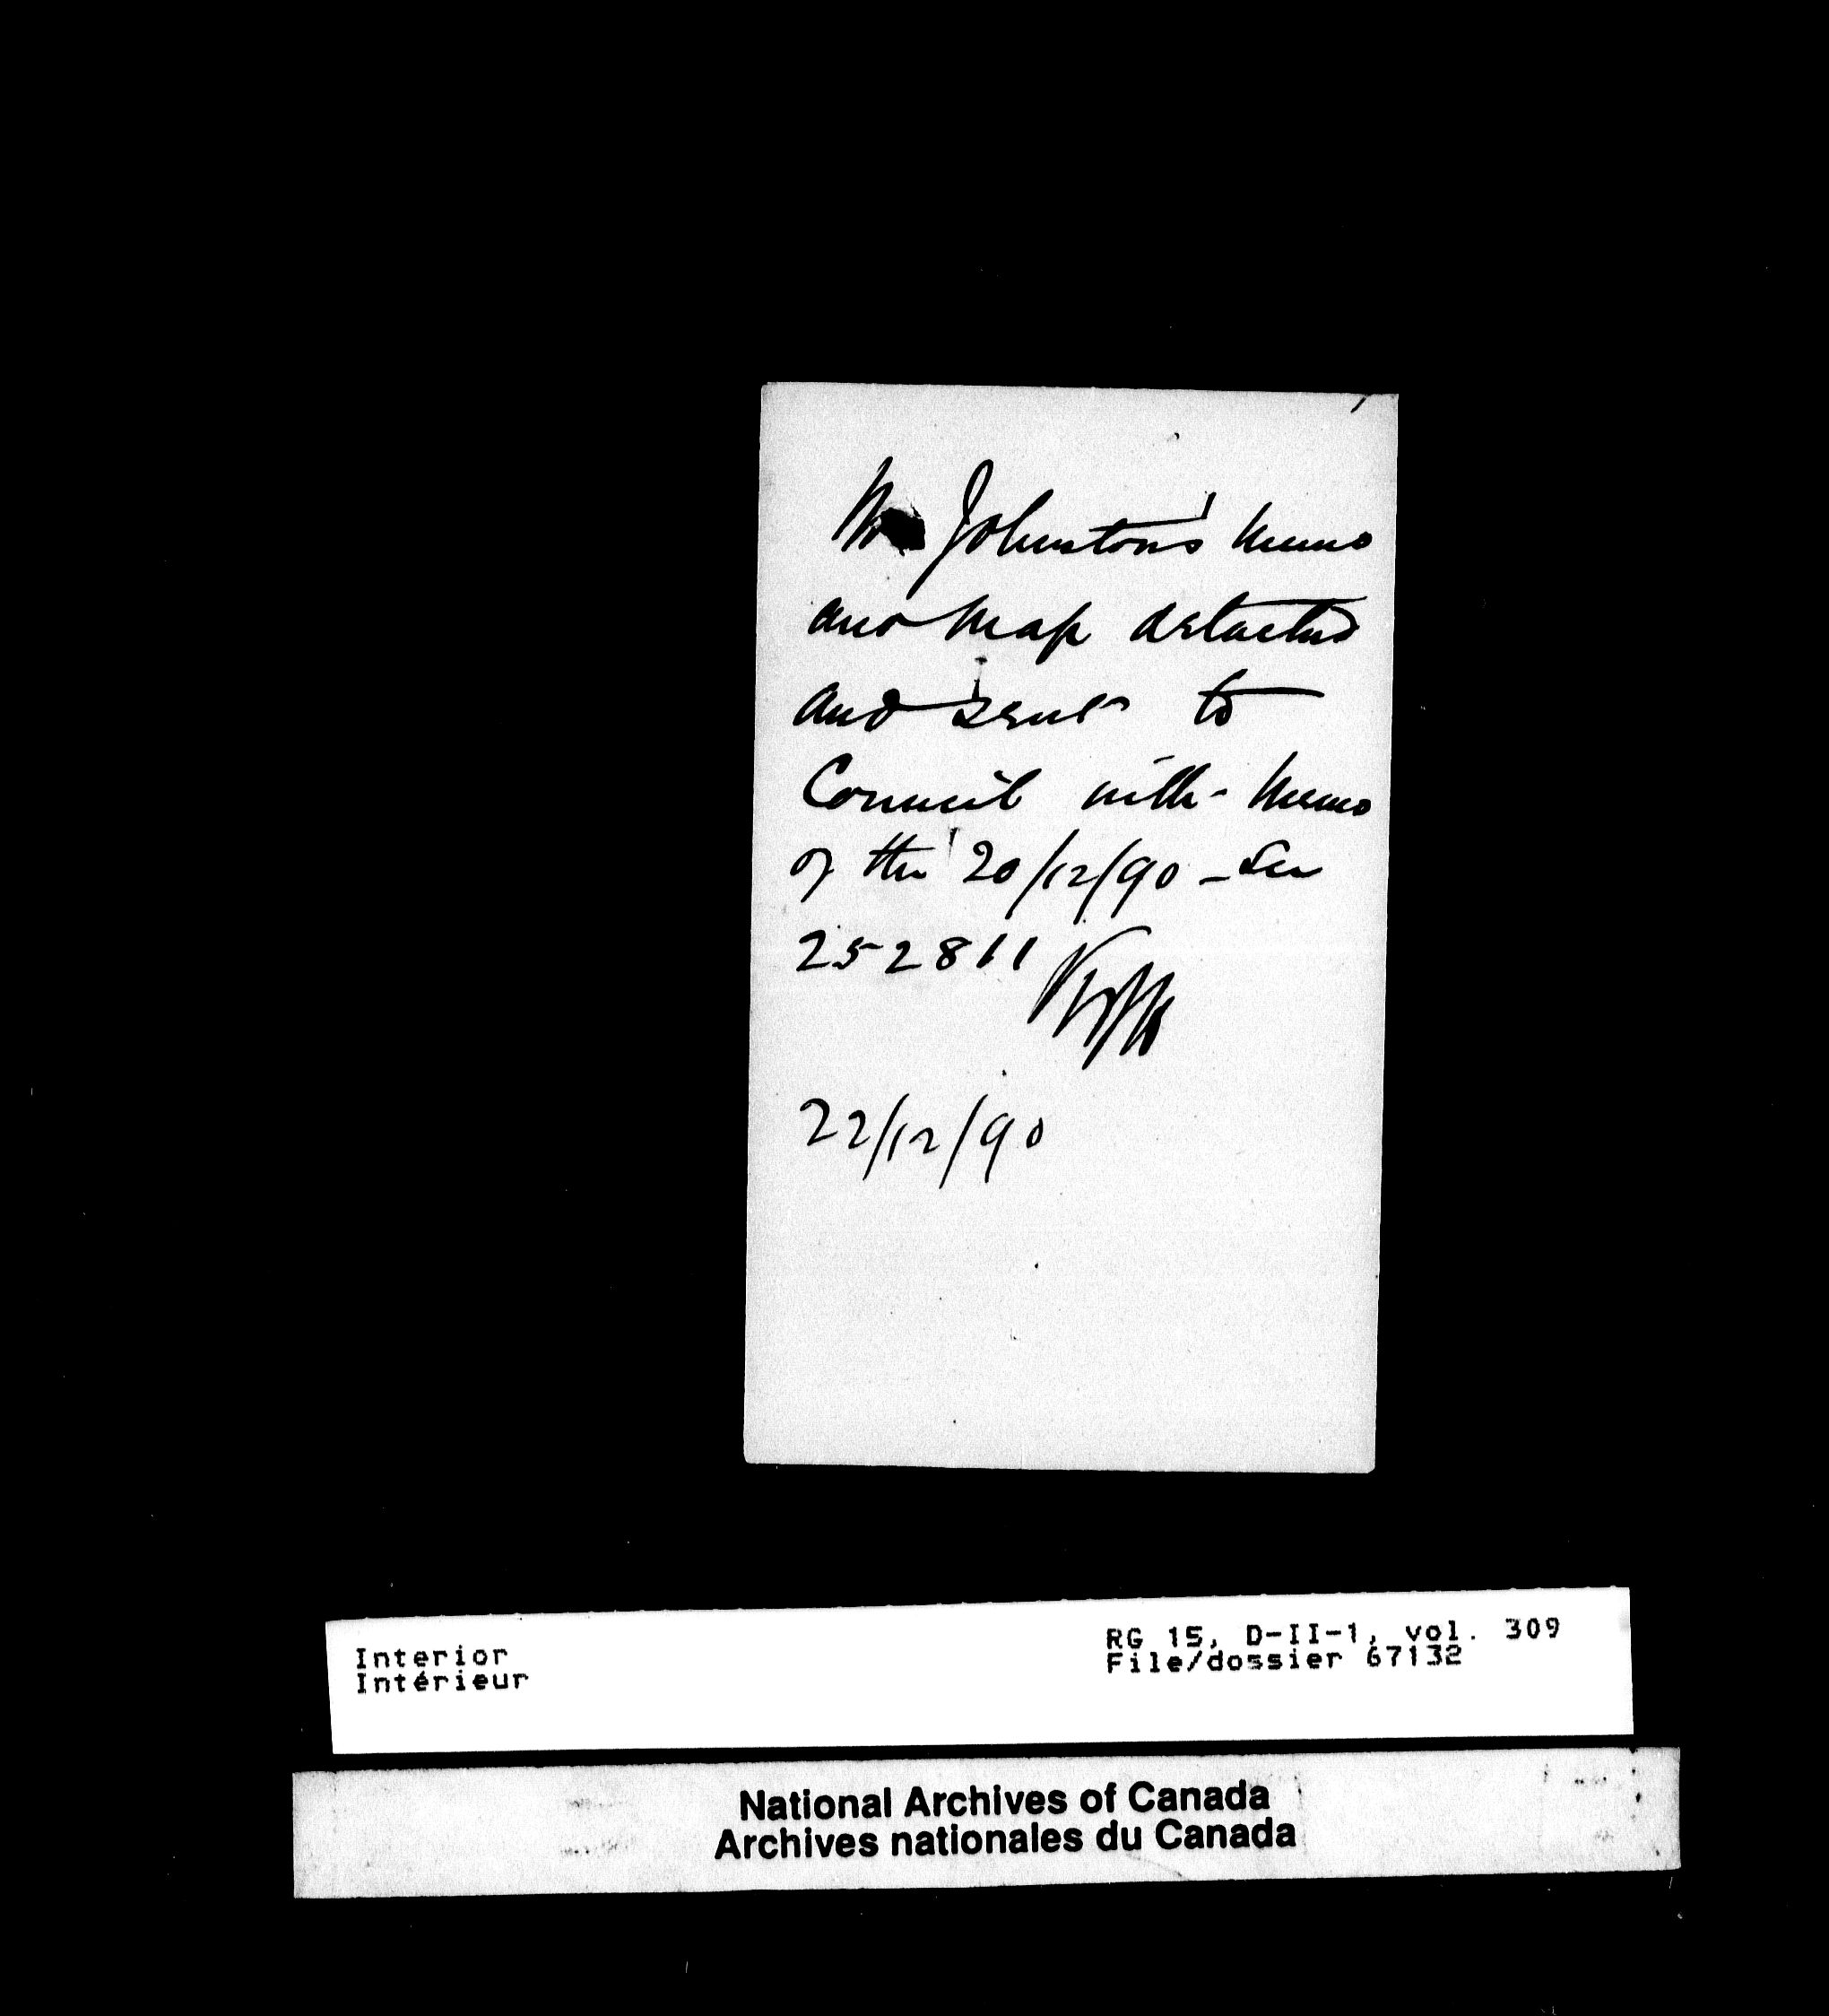 Mr Johnston's memo
and map detached
and sent to
Council with memo
of the 20/12/90 - See
252811
22/12/90
Interior
Intérieur
RG 15, D-II-1, vol. 309
File/dossier 67132
National Archives of Canada
Archives nationales du Canada